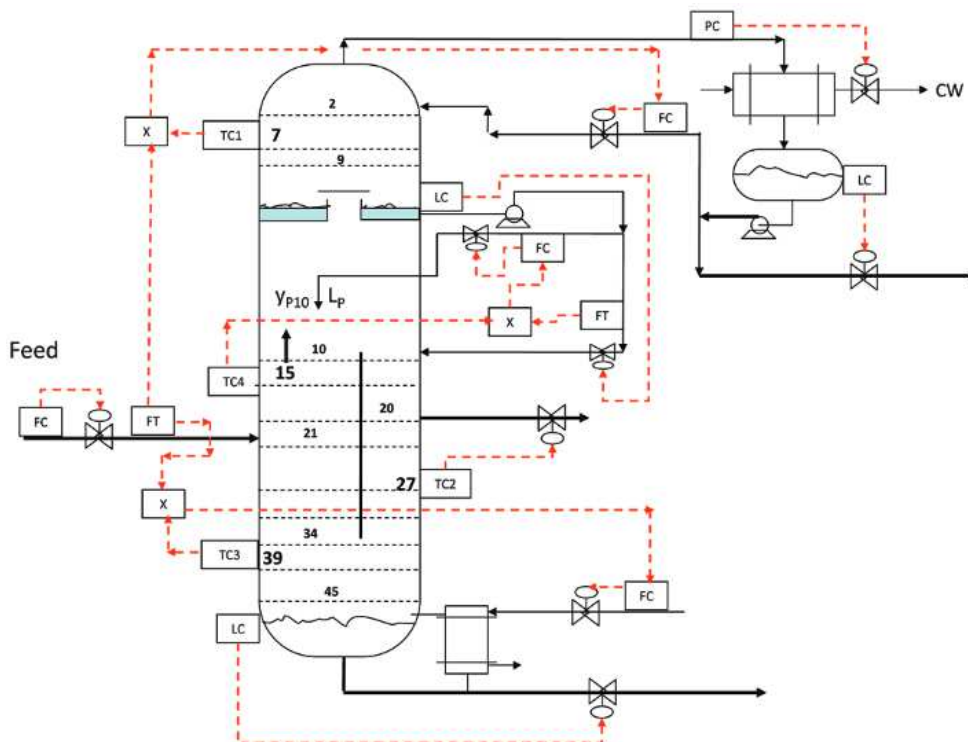 PC
CW
2
FC
X
TC1
7
9
LC
LC
FC
yP10 LP
X
FT
10
Feed
TC4
15
20
FC
FT
21
27
TC2
X
34
TC3
39
FC
45
LC